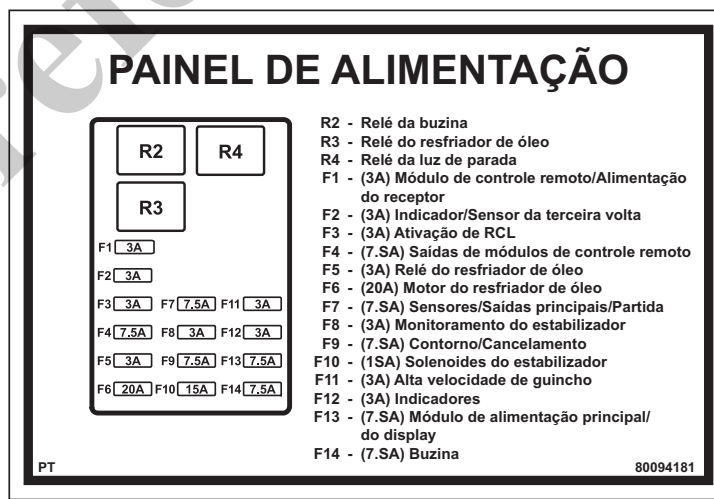 PAINEL DE ALIMENTAÇÃO
R2 R4
R3
F1 3A
F2 3A
F3 3A F7 7.5A F11 3A
F4 7.5A F8 3A F12 3A
F5 3A F9 7.5A F13 7.5A
F6 20A F10 15A F14 7.5A
R2 - Relé da buzina
R3 - Relé do resfriador de óleo
R4 - Relé da luz de parada
F1 - (3A) Módulo de controle remoto/Alimentação
do receptor
F2 - (3A) Indicador/Sensor da terceira volta
F3 - (3A) Ativação de RCL
F4 - (7.SA) Saídas de módulos de controle remoto
F5 - (3A) Relé do resfriador de óleo
F6 - (20A) Motor do resfriador de óleo
F7 - (7.SA) Sensores/Saídas principais/Partida
F8 - (3A) Monitoramento do estabilizador
F9 - (7.SA) Contorno/Cancelamento
F10 - (1SA) Solenoides do estabilizador
F11 - (3A) Alta velocidade de guincho
F12 - (3A) Indicadores
F13 - (7.SA) Módulo de alimentação principal/
do display
F14 - (7.SA) Buzina
PT 80094181